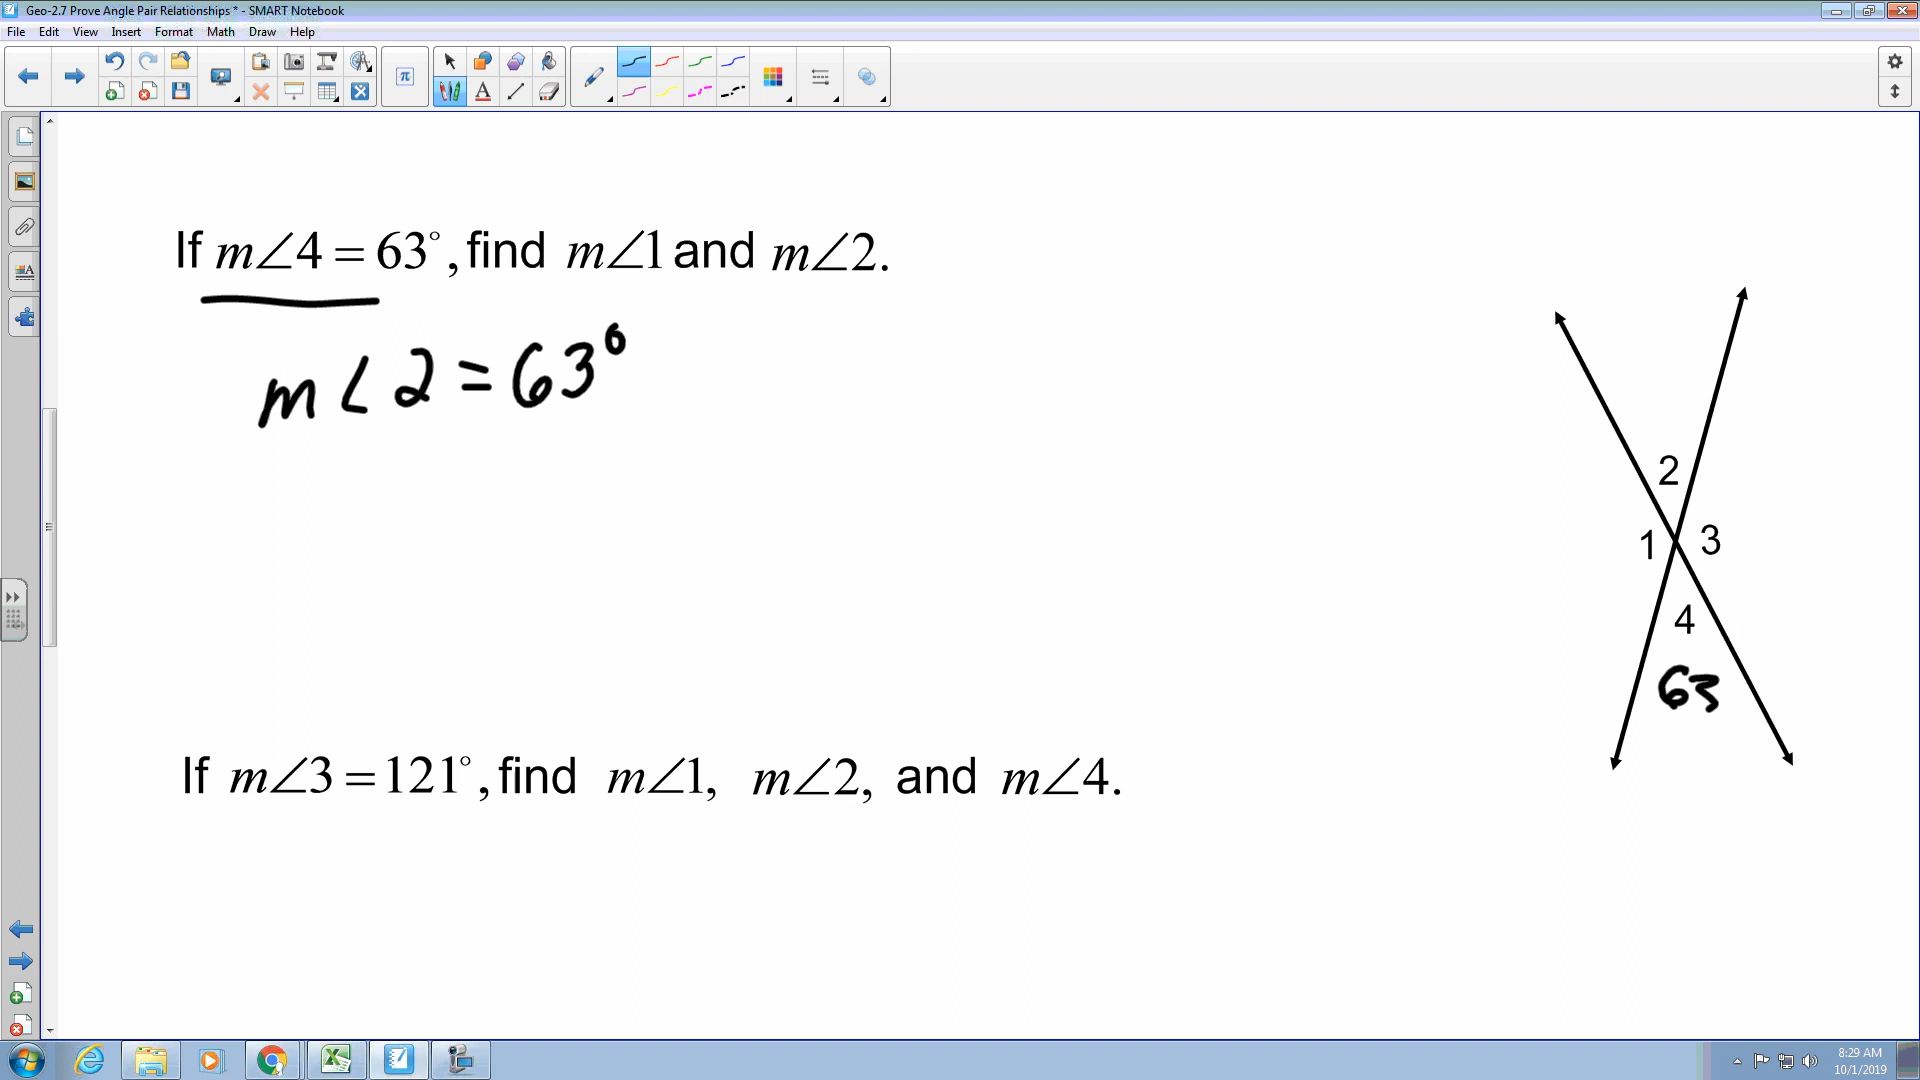 Geo-2.7 Prove Angle Pair Relationships * - SMART Notebook
File Edit View Insert Format Math Draw Help
If m∠4 = 63°, find m∠1 and m∠2.
m∠2 = 63°
2
1 3
4
63
If m∠3 = 121°, find m∠1, m∠2, and m∠4.
8:29 AM
10/1/2019